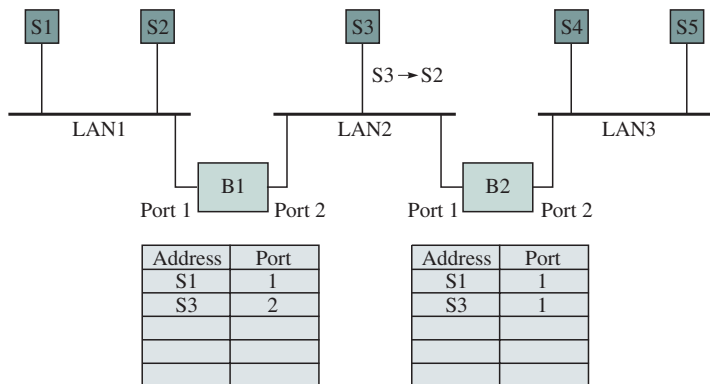 S1 S2 S3 S4 S5
S3 → S2
LAN1 LAN2 LAN3
B1 B2
Port 1 Port 2 Port 1 Port 2
Address Port Address Port
S1 1 S1 1
S3 2 S3 1